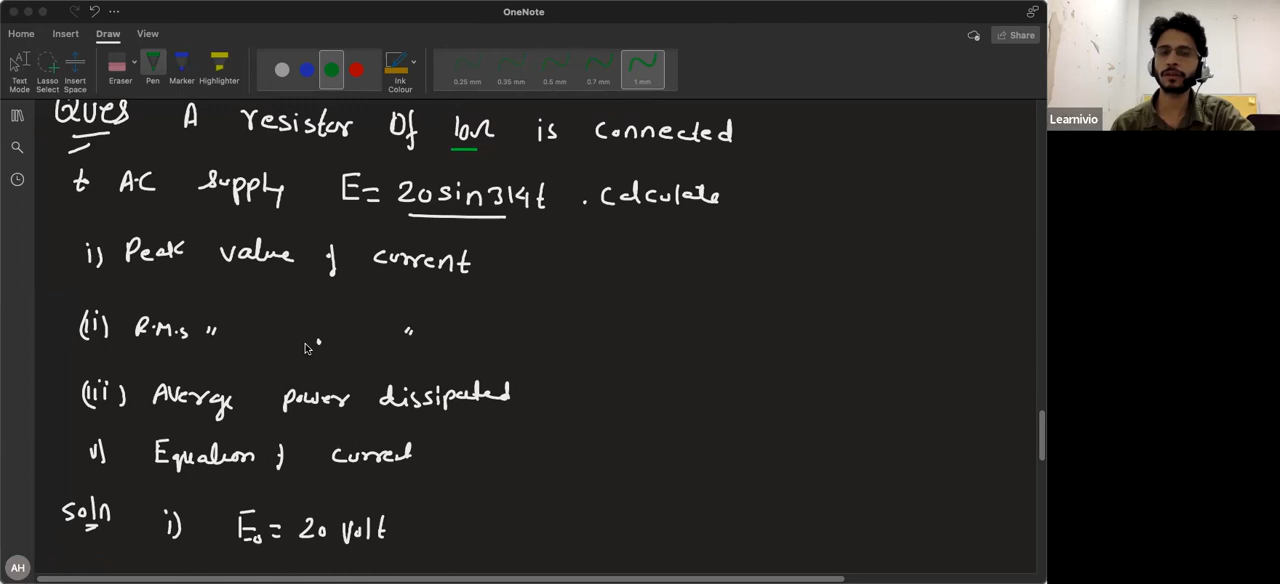 OneNote
Home Insert Draw View
Share
Text Mode Lasso Select Insert Space Eraser Pen Marker Highlighter Ink Colour 0.25 mm 0.35 mm 0.5 mm 0.7 mm 1 mm
Learnivio
Ques A resistor Of 10Ω is connected
t A.C supply E = 20 sin 314t . Calculate
i) Peak value of current
(ii) R.M.s " "
(iii) Average power dissipated
v) Equation of current
Soln i) E₀ = 20 volt
AH